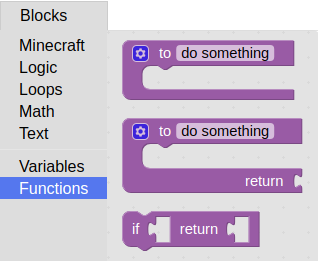 Blocks
Minecraft
Logic
Loops
Math
Text
Variables
Functions
to do something
to do something
return
if return